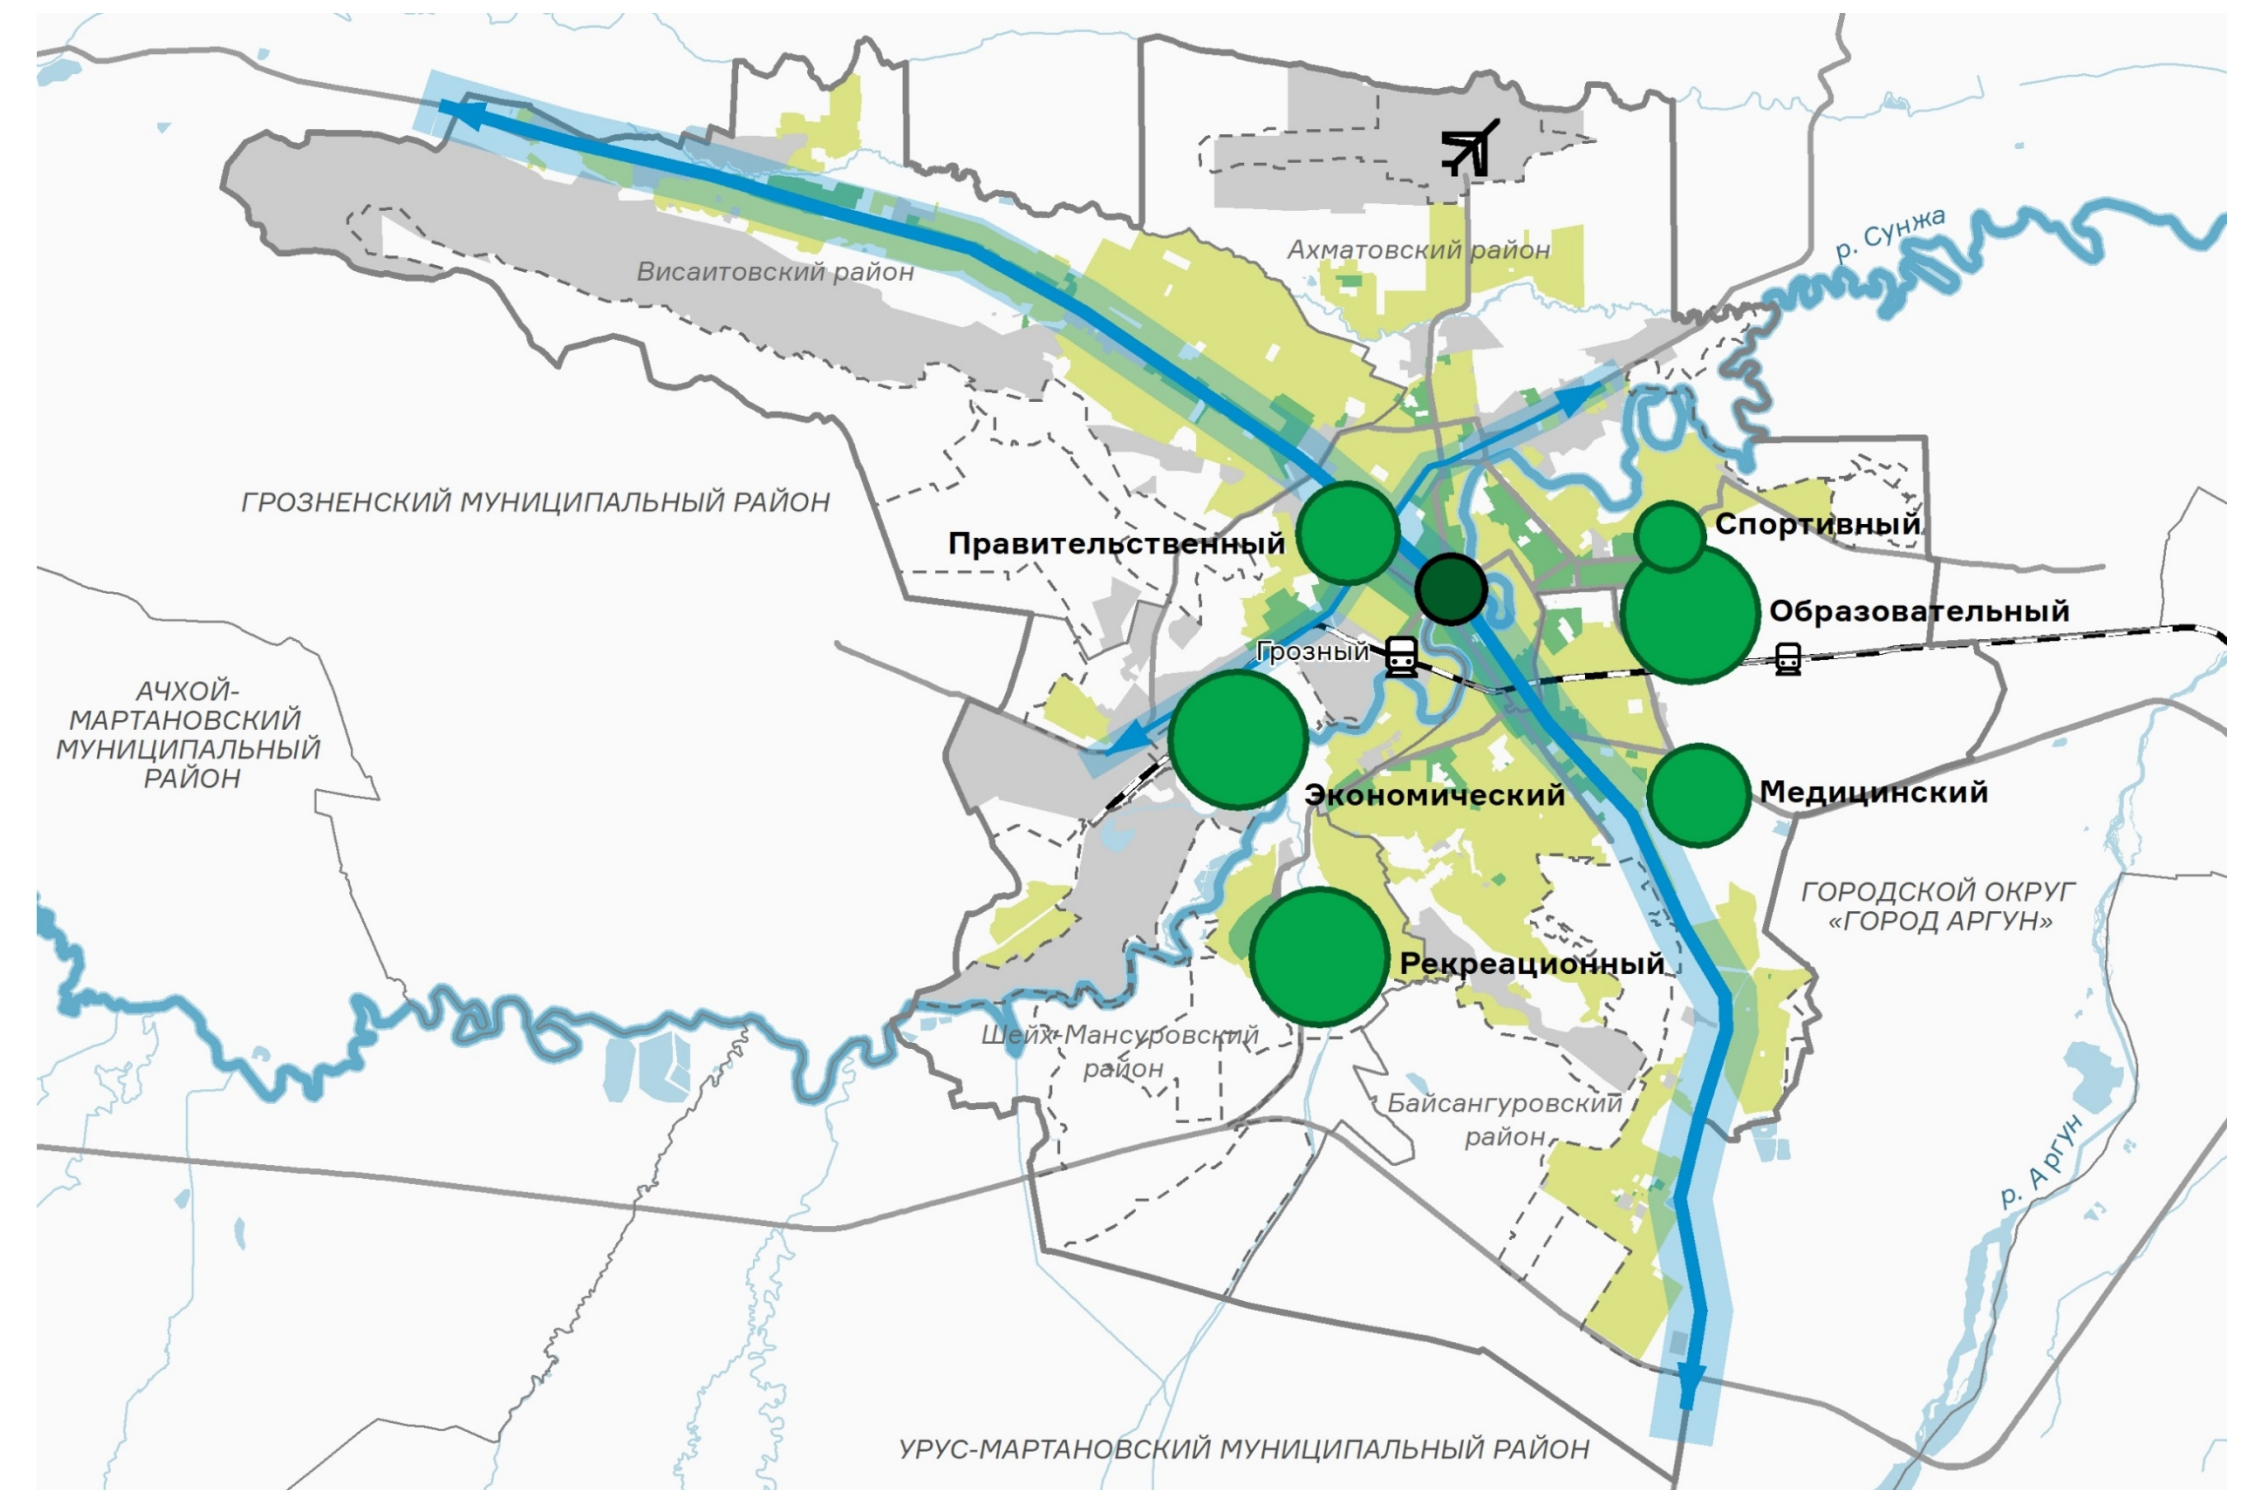 р. Сунжа
Ахматовский район
Висаитовский район
ГРОЗНЕНСКИЙ МУНИЦИПАЛЬНЫЙ РАЙОН
Спортивный
Правительственный
Образовательный
Грозный
АЧХОЙ-
МАРТАНОВСКИЙ
МУНИЦИПАЛЬНЫЙ
РАЙОН
Экономический
Медицинский
ГОРОДСКОЙ ОКРУГ
«ГОРОД АРГУН»
Рекреационный
Шейх-Мансуровский
район
Байсангуровский
район
р. Аргун
УРУС-МАРТАНОВСКИЙ МУНИЦИПАЛЬНЫЙ РАЙОН